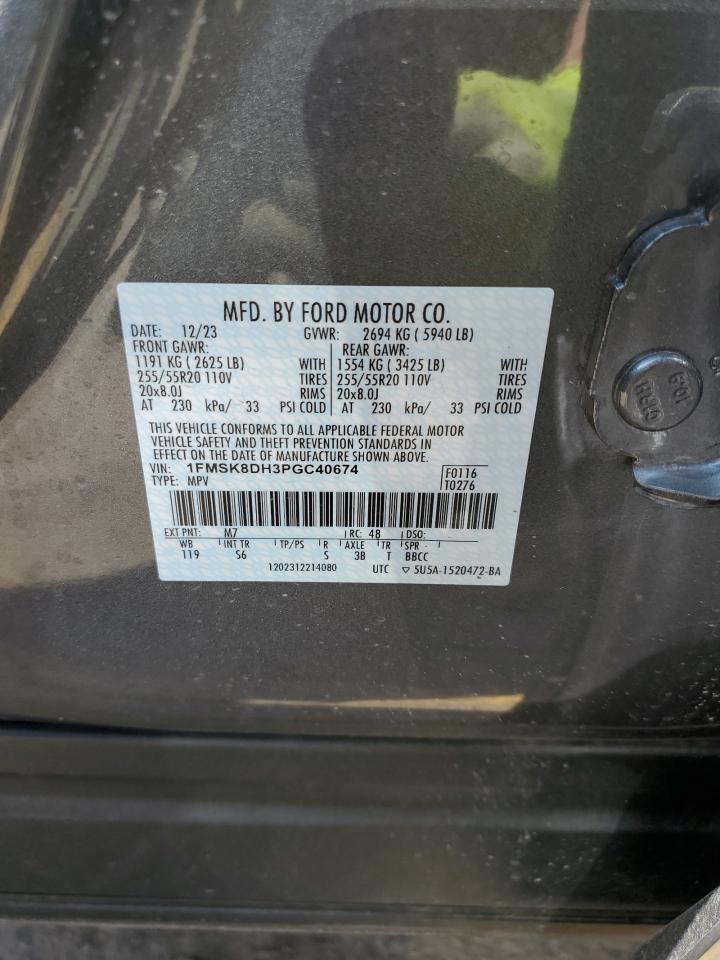 MFD. BY FORD MOTOR CO.
DATE: 12/23 GVWR: 2694 KG ( 5940 LB)
FRONT GAWR: REAR GAWR:
1191 KG ( 2625 LB) WITH 1554 KG ( 3425 LB) WITH
255/55R20 110V TIRES 255/55R20 110V TIRES
20x8.0J RIMS 20x8.0J RIMS
AT 230 kPa/ 33 PSI COLD AT 230 kPa/ 33 PSI COLD
THIS VEHICLE CONFORMS TO ALL APPLICABLE FEDERAL MOTOR
VEHICLE SAFETY AND THEFT PREVENTION STANDARDS IN
EFFECT ON THE DATE OF MANUFACTURE SHOWN ABOVE.
VIN: 1FMSK8DH3PGC40674 F0116
TYPE: MPV T0276
EXT PNT: M7 RC: 48 DSO:
WB INT TR TP/PS R AXLE TR SPR
119 S6 S 3B T BBCC
1202312214080 UTC ▽ 5U5A-1520472-BA